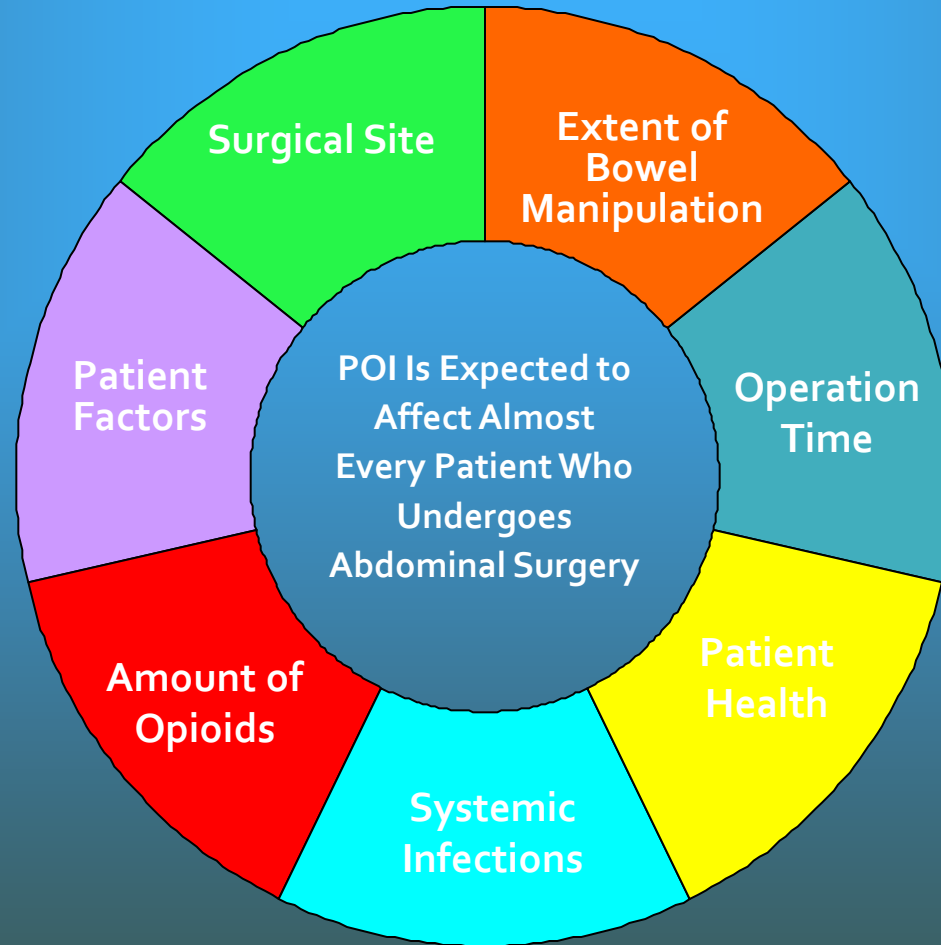 Surgical Site
Extent of
Bowel
Manipulation
Patient
Factors
POI Is Expected to
Affect Almost
Every Patient Who
Undergoes
Abdominal Surgery
Operation
Time
Amount of
Opioids
Patient
Health
Systemic
Infections